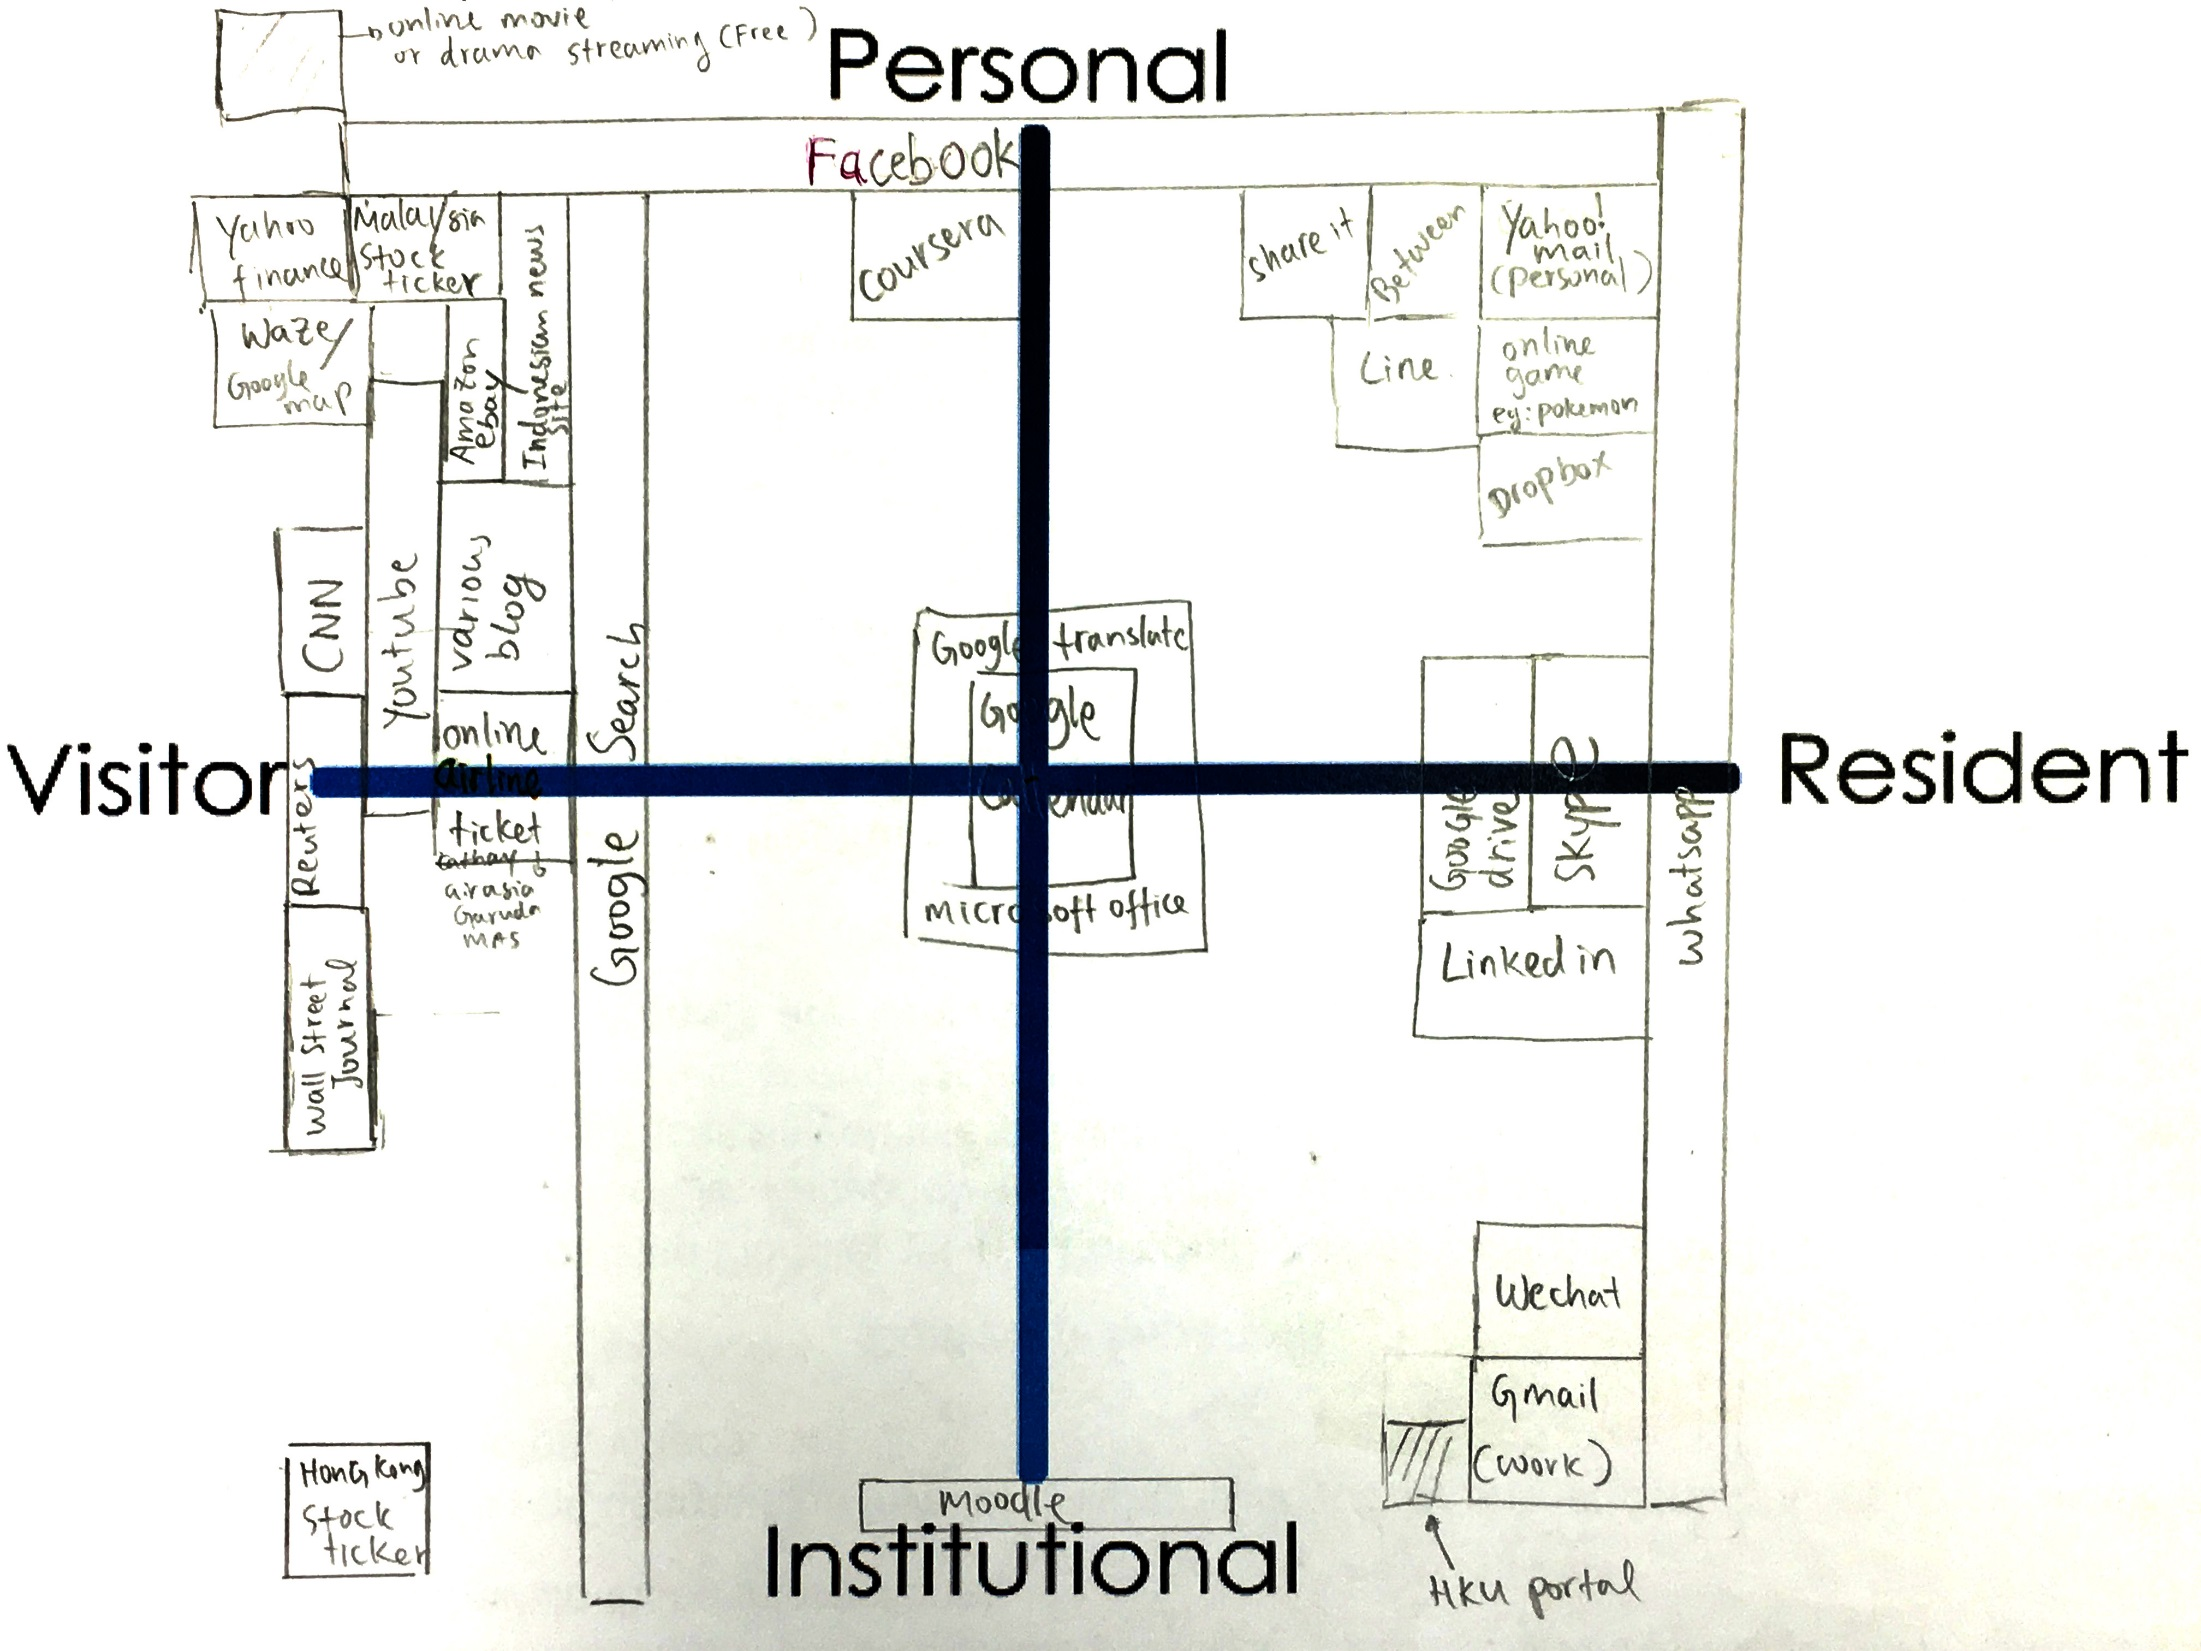 online movie
or drama streaming (Free)
Personal
Facebook
Yahoo
finance
Malaysia
stock
ticker
Indonesian news
site
coursera
share it
Between
Yahoo!
mail
(personal)
Waze/
Google
map
Amazon
ebay
Line
online
game
eg: pokemon
Dropbox
CNN
Youtube
various
blog
Google Search
Google translate
Google
Calendar
microsoft office
online
airline
ticket
cathay
airasia
Garuda
MAS
Visitor
Resident
Reuters
Google
drive
Skype
whatsapp
Linked in
Wall Street
Journal
Wechat
Gmail
(work)
HonG Kong
stock
ticker
Moodle
Institutional
HKU portal